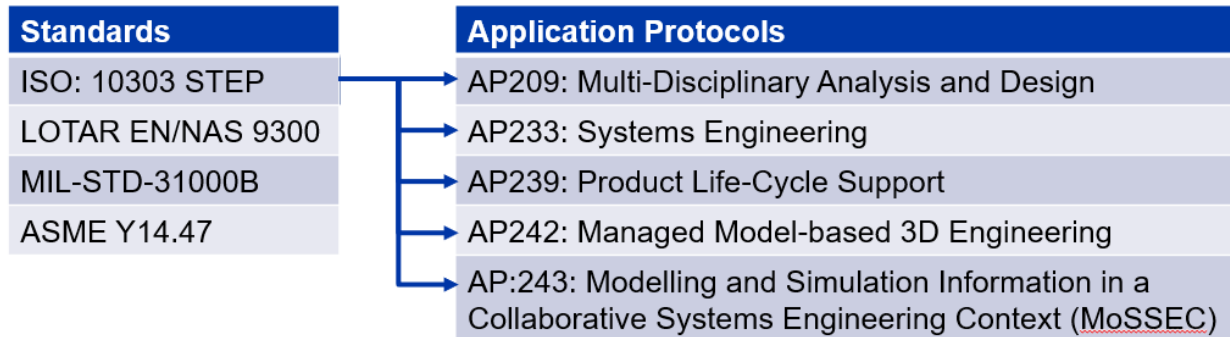 Standards
ISO: 10303 STEP
LOTAR EN/NAS 9300
MIL-STD-31000B
ASME Y14.47
Application Protocols
AP209: Multi-Disciplinary Analysis and Design
AP233: Systems Engineering
AP239: Product Life-Cycle Support
AP242: Managed Model-based 3D Engineering
AP:243: Modelling and Simulation Information in a
Collaborative Systems Engineering Context (MoSSEC)